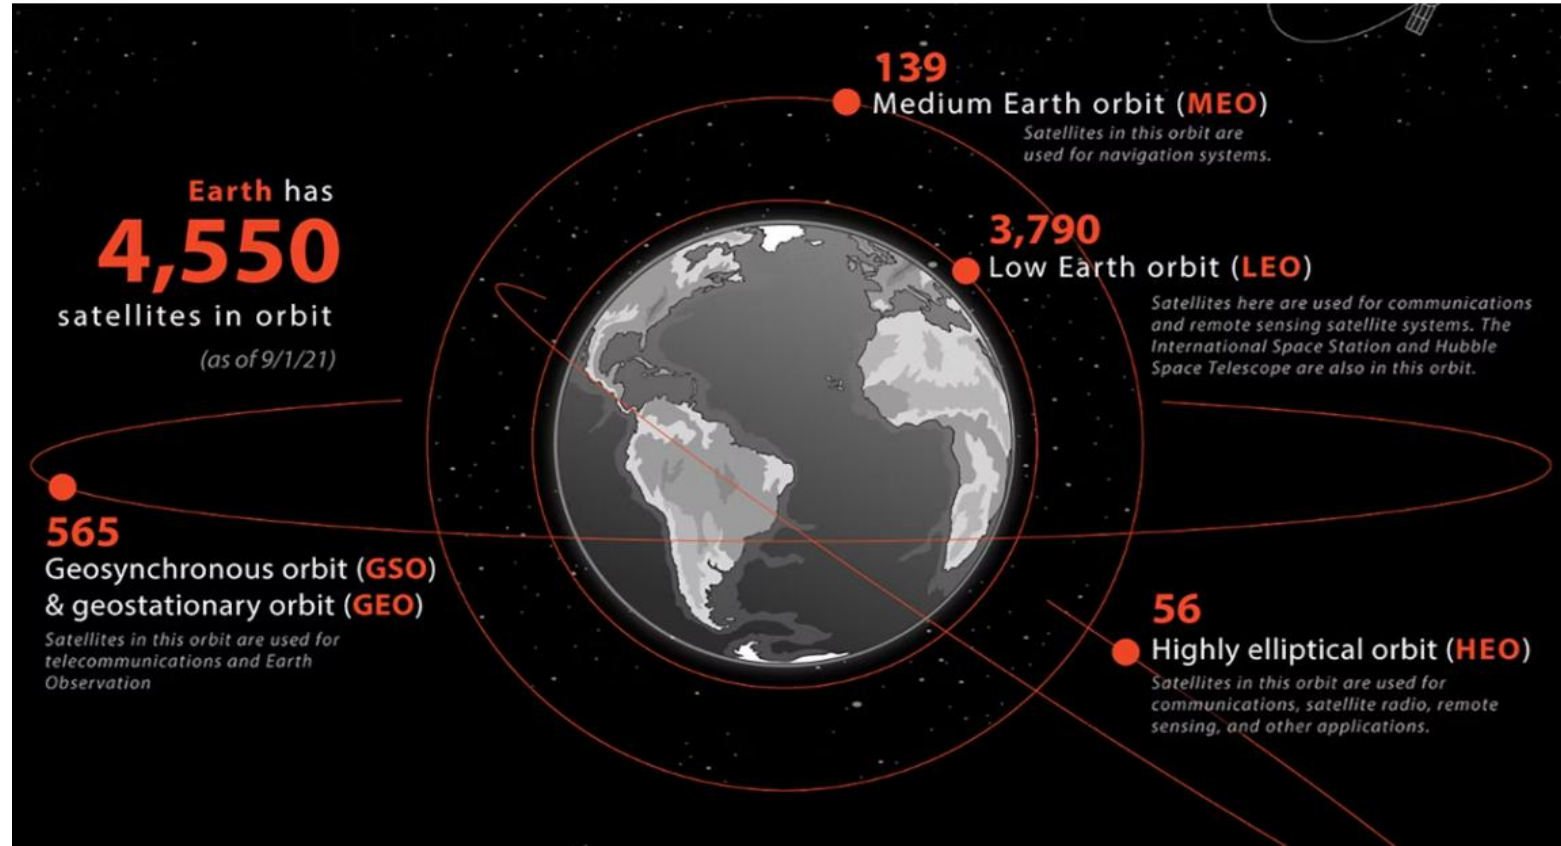 139
Medium Earth orbit (MEO)
Satellites in this orbit are
used for navigation systems.
Earth has
4,550
satellites in orbit
(as of 9/1/21)
3,790
Low Earth orbit (LEO)
Satellites here are used for communications
and remote sensing satellite systems. The
International Space Station and Hubble
Space Telescope are also in this orbit.
565
Geosynchronous orbit (GSO)
& geostationary orbit (GEO)
Satellites in this orbit are used for
telecommunications and Earth
Observation
56
Highly elliptical orbit (HEO)
Satellites in this orbit are used for
communications, satellite radio, remote
sensing, and other applications.